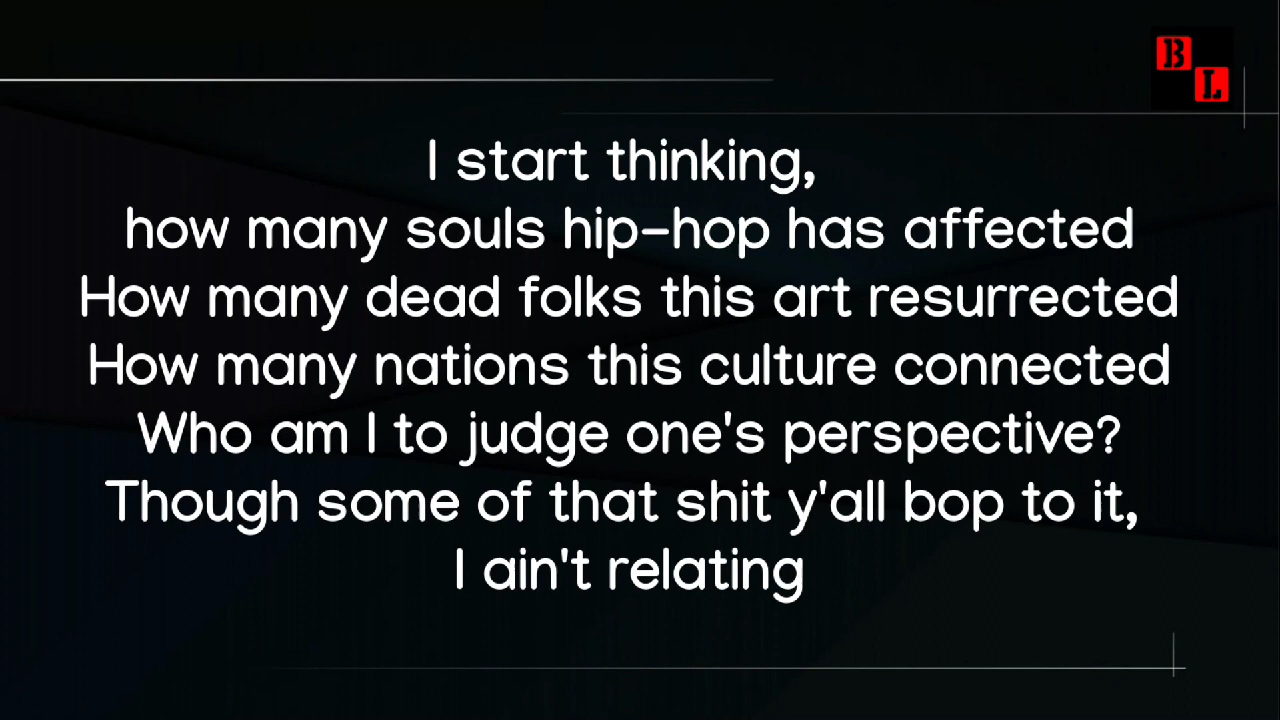 B
L
I start thinking,
how many souls hip-hop has affected
How many dead folks this art resurrected
How many nations this culture connected
Who am I to judge one's perspective?
Though some of that shit y'all bop to it,
I ain't relating